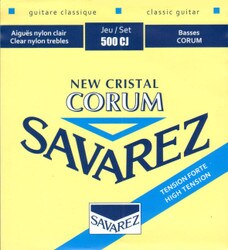 guitare classique
classic guitar
Aiguës nylon clair
Clear nylon trebles
Jeu / Set
500 CJ
Basses
CORUM
NEW CRISTAL
CORUM
SAVAREZ
TENSION FORTE
HIGH TENSION
SAVAREZ